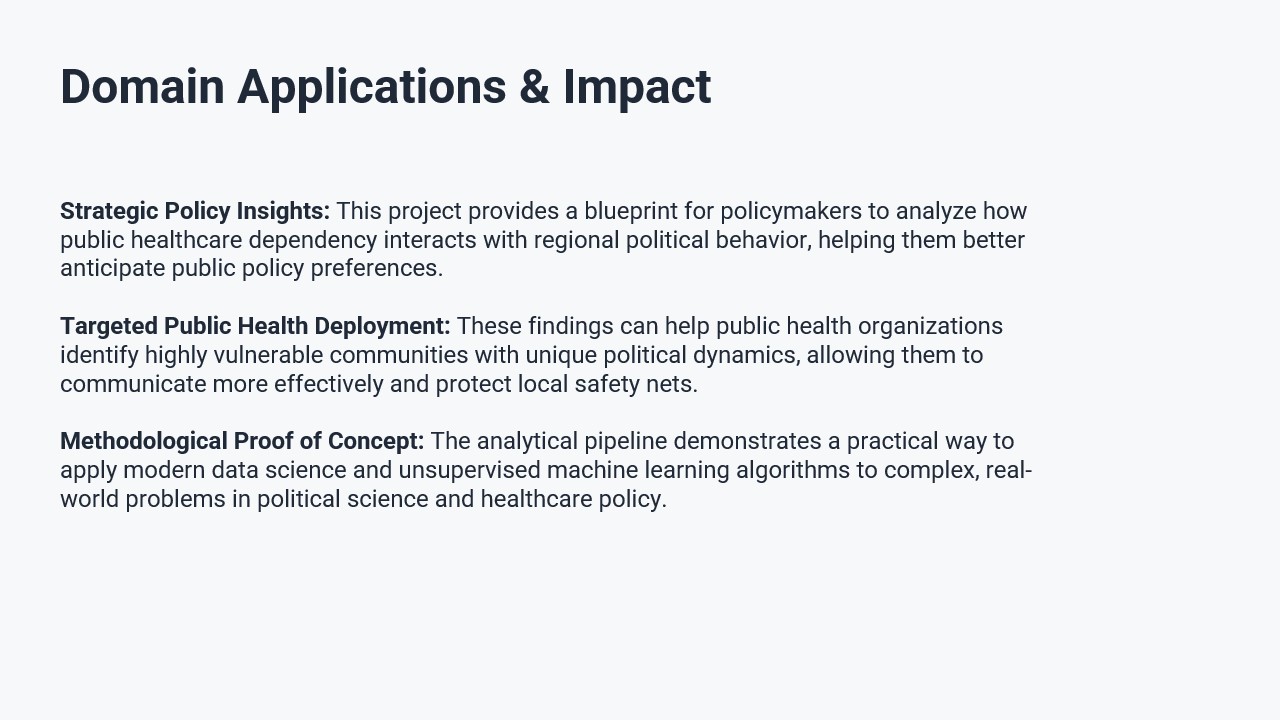 Domain Applications & Impact
Strategic Policy Insights: This project provides a blueprint for policymakers to analyze how
public healthcare dependency interacts with regional political behavior, helping them better
anticipate public policy preferences.
Targeted Public Health Deployment: These findings can help public health organizations
identify highly vulnerable communities with unique political dynamics, allowing them to
communicate more effectively and protect local safety nets.
Methodological Proof of Concept: The analytical pipeline demonstrates a practical way to
apply modern data science and unsupervised machine learning algorithms to complex, real-
world problems in political science and healthcare policy.